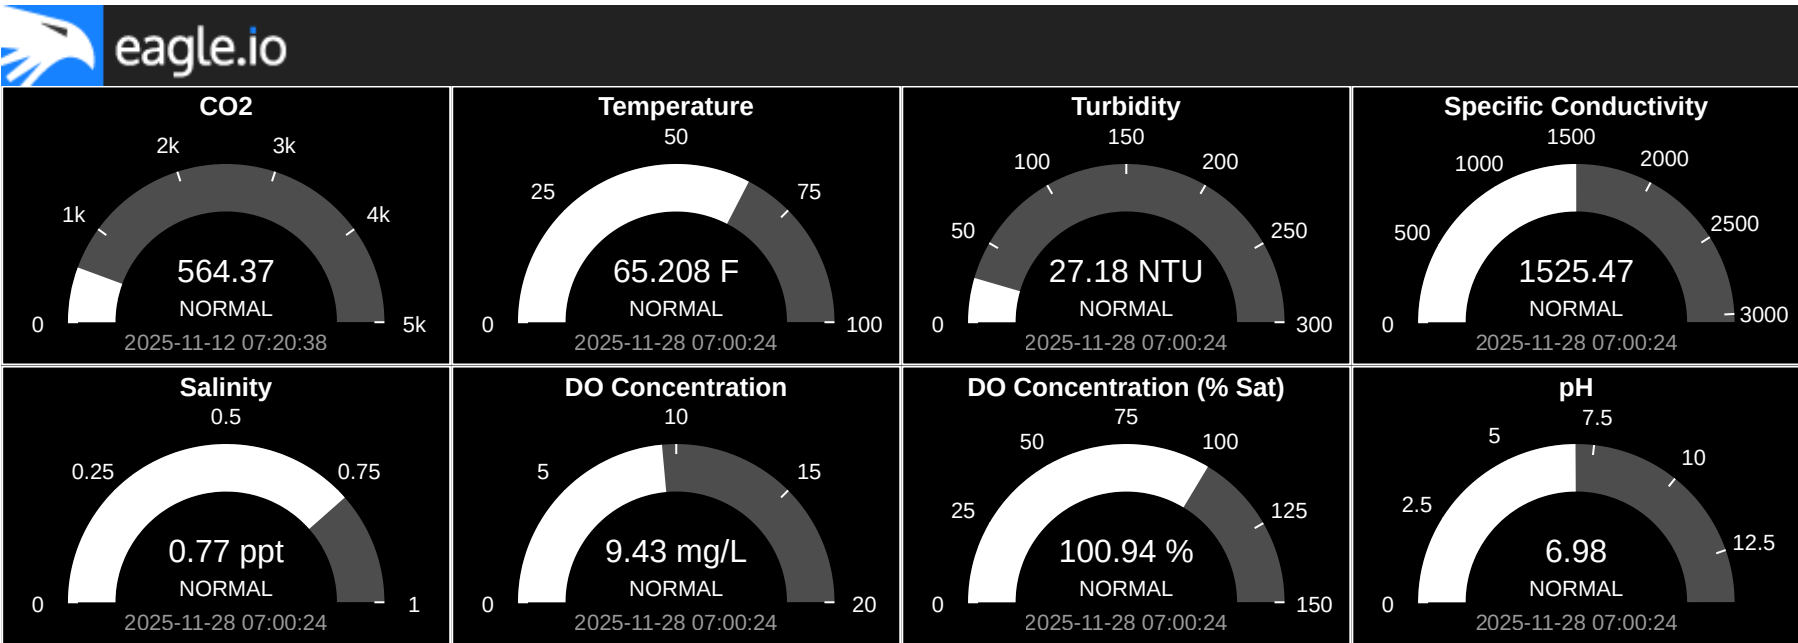 eagle.io
CO2
2k
3k
1k
4k
564.37
NORMAL
0
5k
2025-11-12 07:20:38
Temperature
50
25
75
65.208 F
NORMAL
0
100
2025-11-28 07:00:24
Turbidity
150
100
200
50
250
27.18 NTU
NORMAL
0
300
2025-11-28 07:00:24
Specific Conductivity
1500
1000
2000
500
2500
1525.47
NORMAL
0
3000
2025-11-28 07:00:24
Salinity
0.5
0.25
0.75
0.77 ppt
NORMAL
0
1
2025-11-28 07:00:24
DO Concentration
10
5
15
9.43 mg/L
NORMAL
0
20
2025-11-28 07:00:24
DO Concentration (% Sat)
75
50
100
25
125
100.94 %
NORMAL
0
150
2025-11-28 07:00:24
pH
7.5
5
10
2.5
12.5
6.98
NORMAL
0
2025-11-28 07:00:24